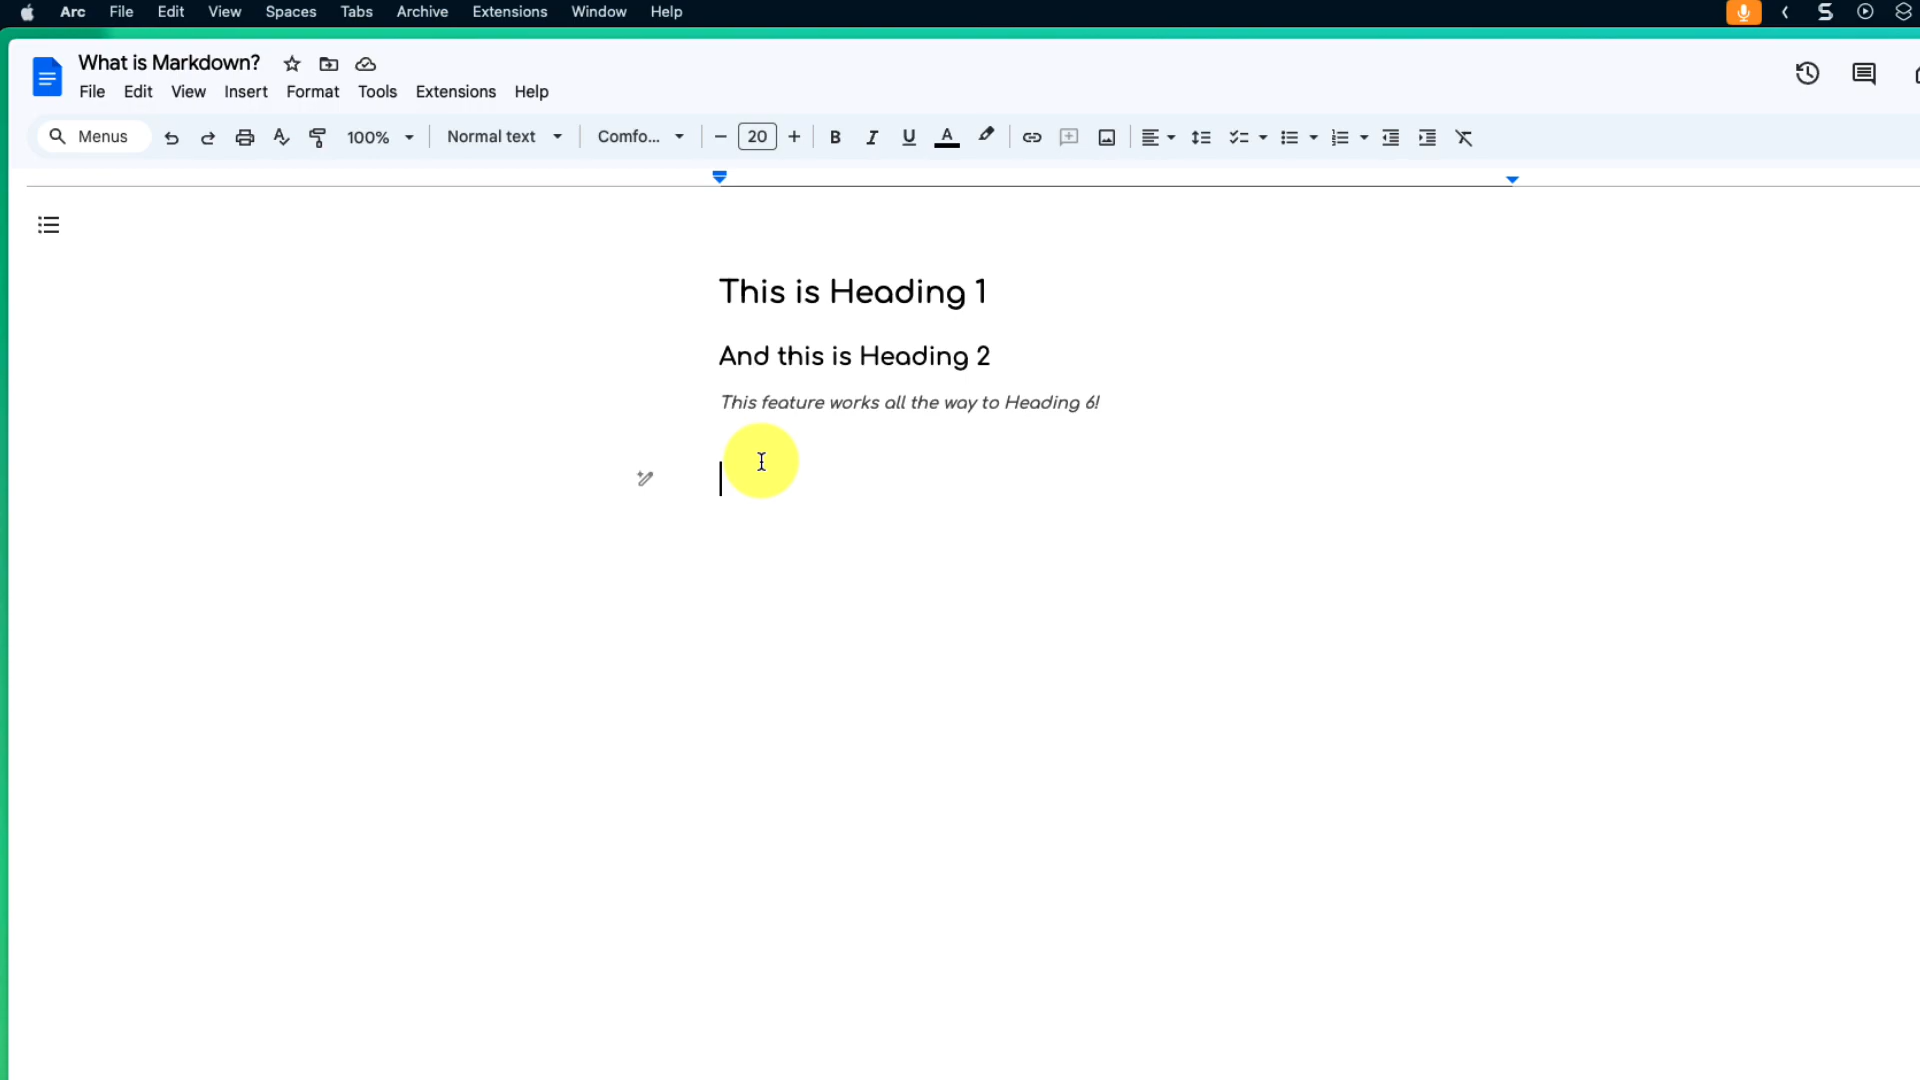 Arc File Edit View Spaces Tabs Archive Extensions Window Help
What is Markdown?
File Edit View Insert Format Tools Extensions Help
Menus 100% Normal text Comfo... 20 B I U A
This is Heading 1
And this is Heading 2
This feature works all the way to Heading 6!